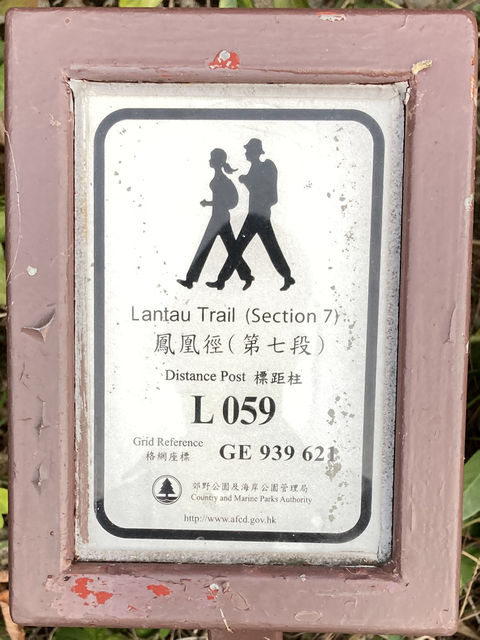 Lantau Trail (Section 7)
鳳凰徑(第七段)
Distance Post 標距柱
L 059
Grid Reference
格網座標
GE 939 621
郊野公園及海岸公園管理局
Country and Marine Parks Authority
http://www.afcd.gov.hk